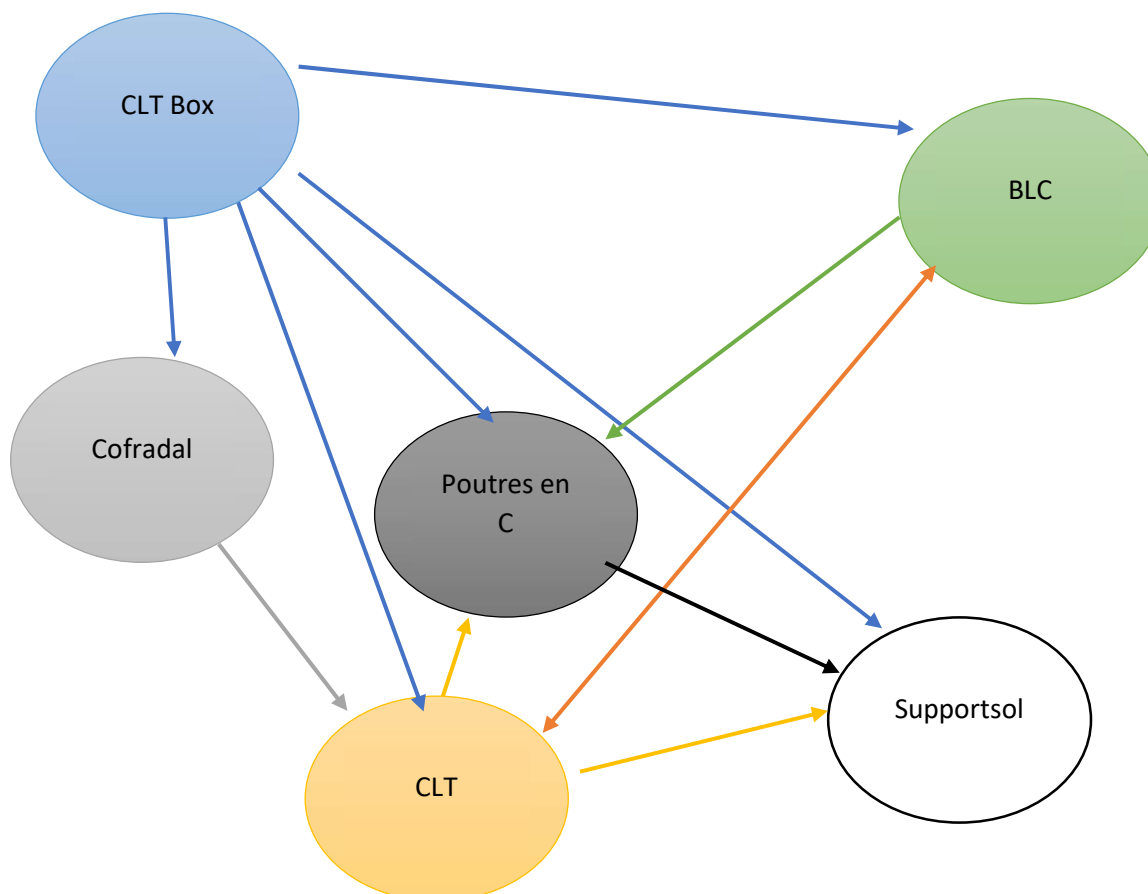 CLT Box
BLC
Cofradal
Poutres en
C
Supportsol
CLT